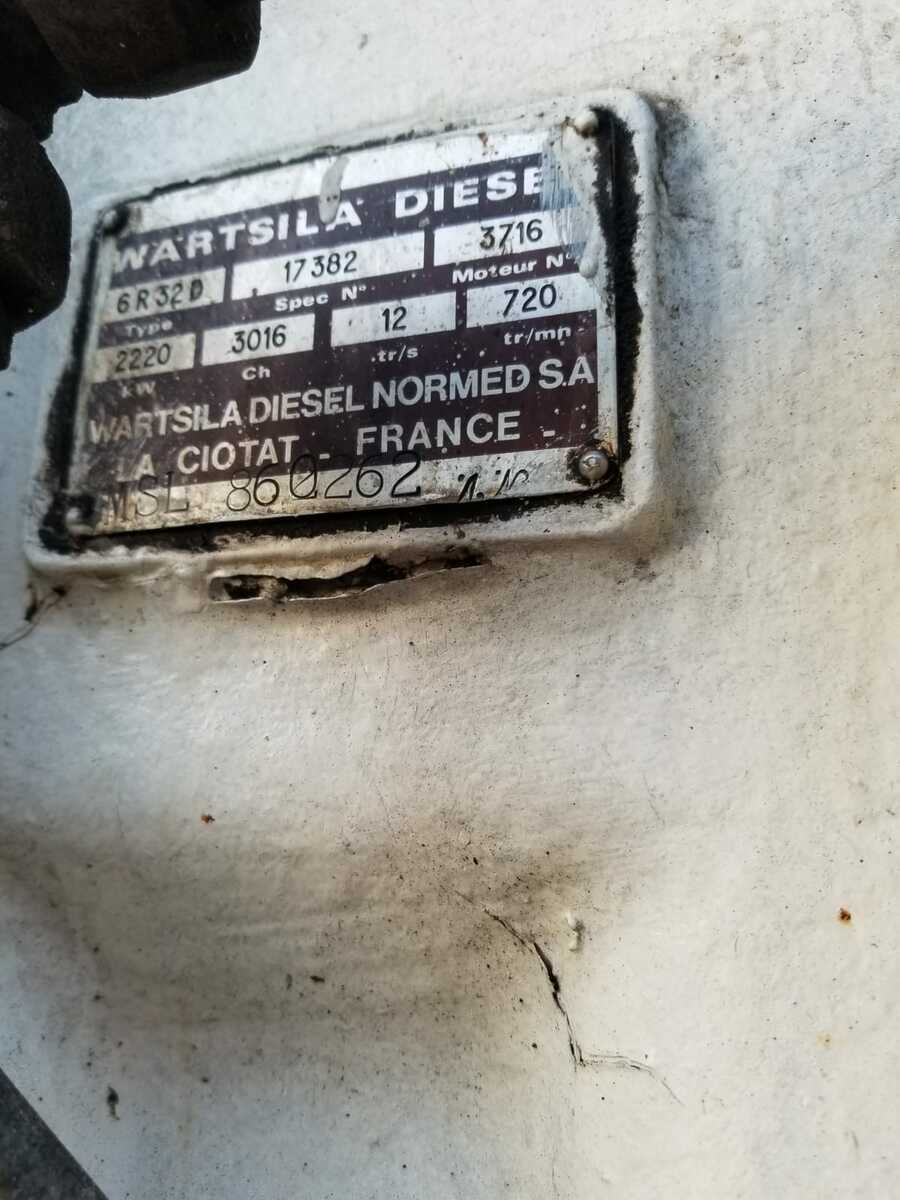 WARTSILA DIESEL
6R32D 17382 3716
Type Spec N° Moteur N°
2220 3016 12 720
kW Ch tr/s tr/mn
WARTSILA DIESEL NORMED S.A
LA CIOTAT - FRANCE -
MSL 860262